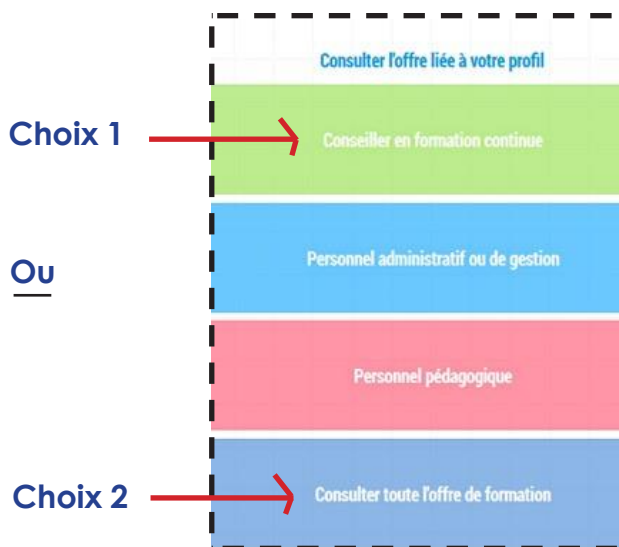 Consulter l'offre liée à votre profil
Choix 1
Conseiller en formation continue
Ou
Personnel administratif ou de gestion
Personnel pédagogique
Choix 2
Consulter toute l'offre de formation